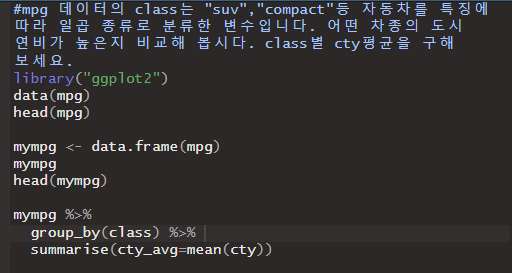 #mpg 데이터의 class는 "suv","compact"등 자동차를 특징에
따라 일곱 종류로 분류한 변수입니다. 어떤 차종의 도시
연비가 높은지 비교해 봅시다. class별 cty평균을 구해
보세요.
library("ggplot2")
data(mpg)
head(mpg)
mympg <- data.frame(mpg)
mympg
head(mympg)
mympg %>%
  group_by(class) %>%
  summarise(cty_avg=mean(cty))